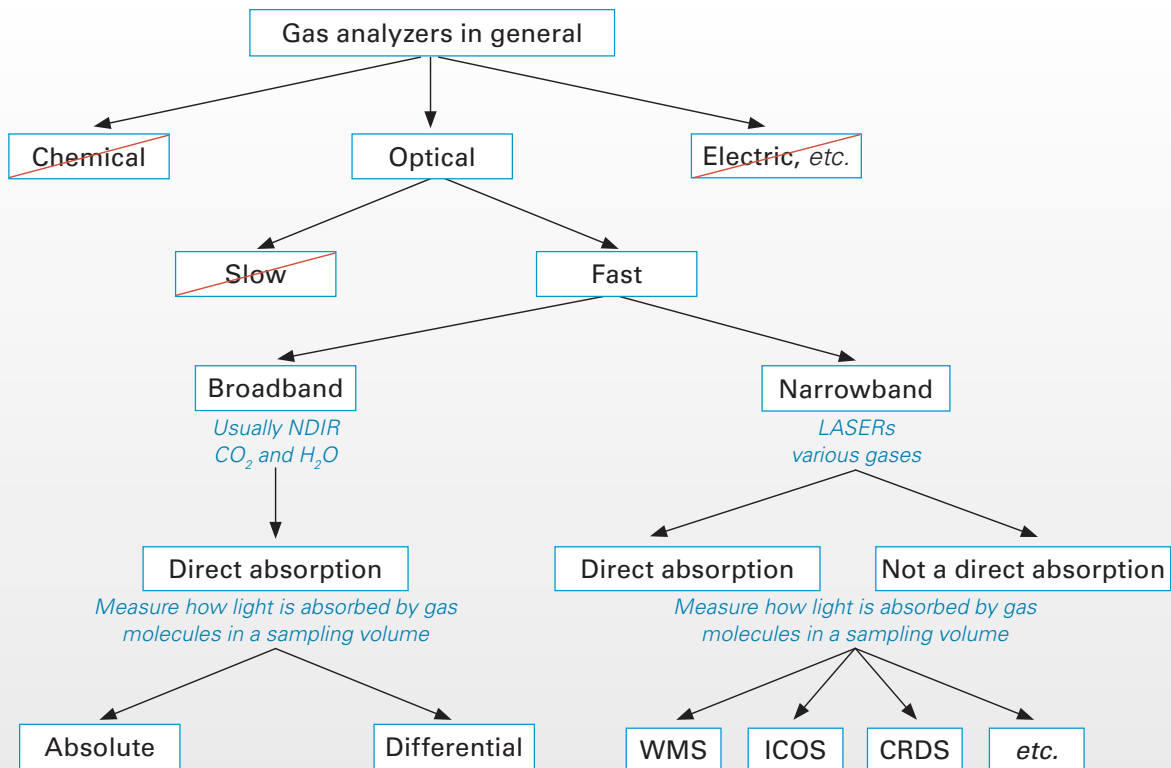 Gas analyzers in general
Chemical
Optical
Electric, etc.
Slow
Fast
Broadband
Narrowband
Usually NDIR
CO₂ and H₂O
LASERs
various gases
Direct absorption
Direct absorption
Not a direct absorption
Measure how light is absorbed by gas
molecules in a sampling volume
Measure how light is absorbed by gas
molecules in a sampling volume
Absolute
Differential
WMS
ICOS
CRDS
etc.